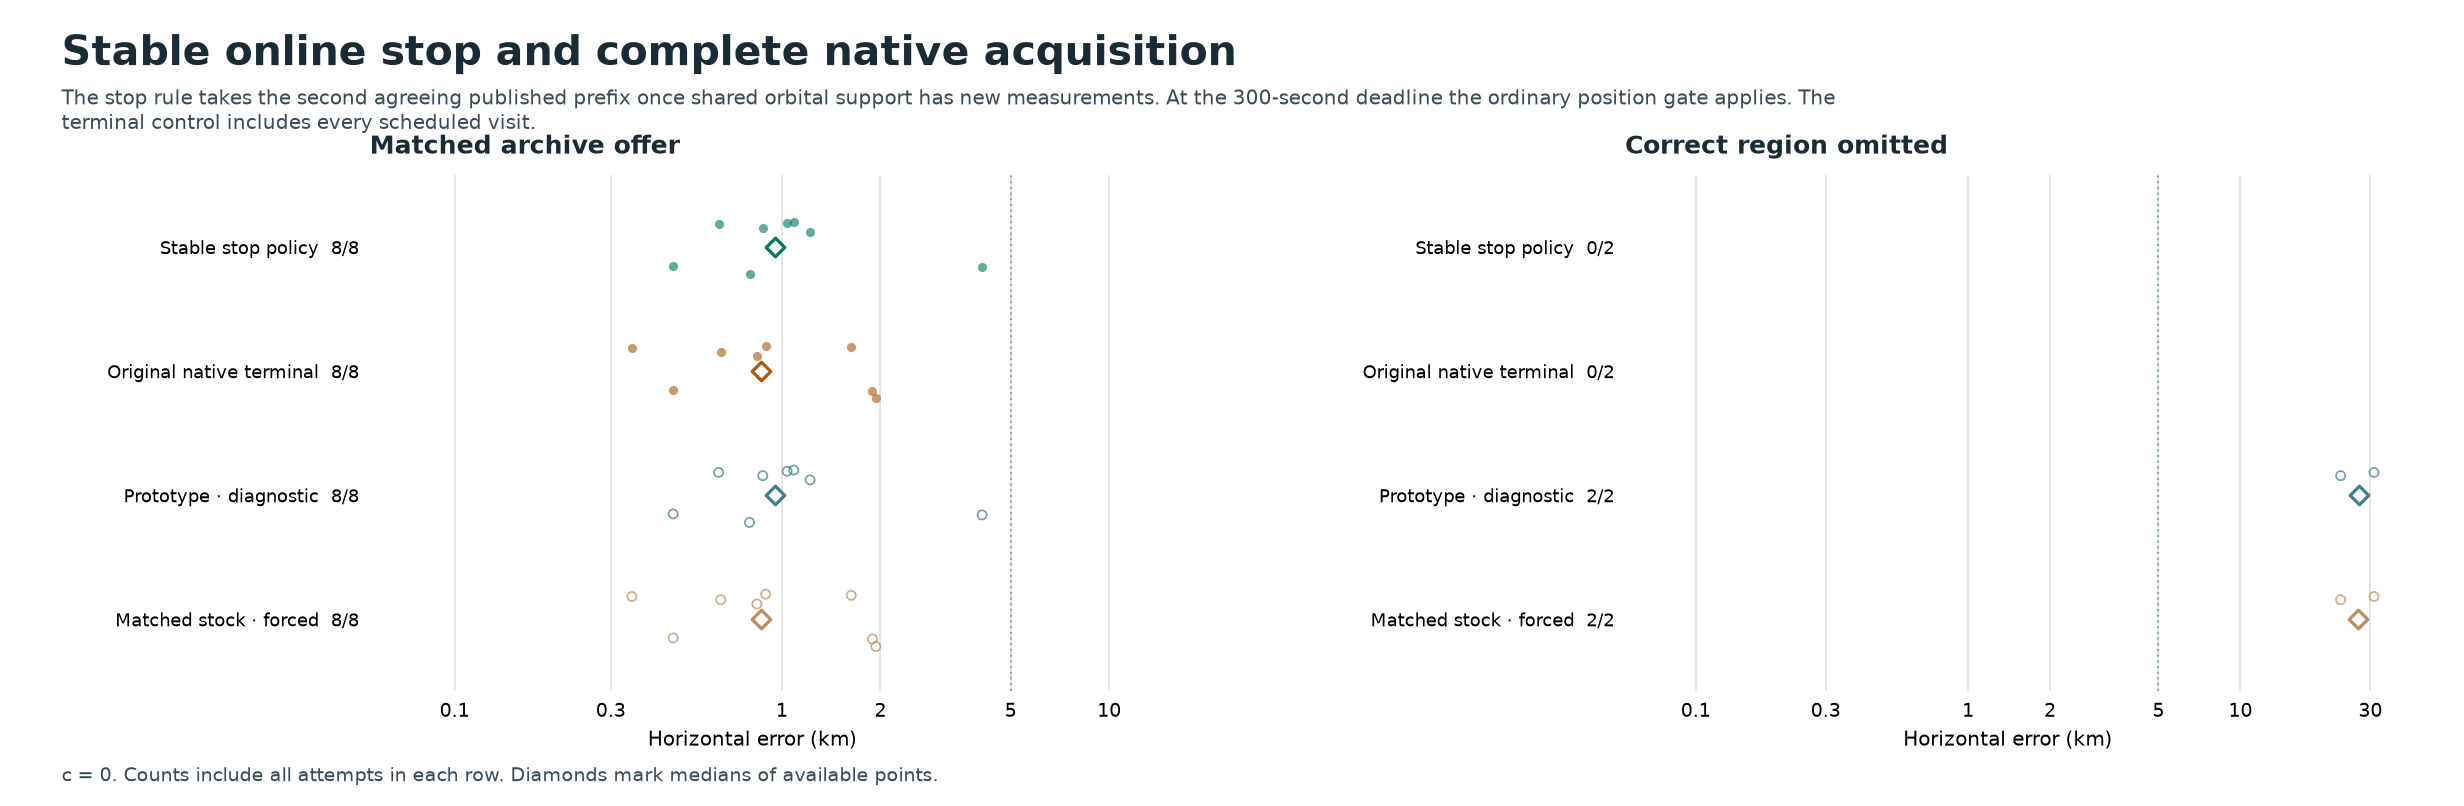 Stable online stop and complete native acquisition
The stop rule takes the second agreeing published prefix once shared orbital support has new measurements. At the 300-second deadline the ordinary position gate applies. The
terminal control includes every scheduled visit.
Matched archive offer
Stable stop policy 8/8
Original native terminal 8/8
Prototype · diagnostic 8/8
Matched stock · forced 8/8
0.1 0.3 1 2 5 10
Horizontal error (km)
Correct region omitted
Stable stop policy 0/2
Original native terminal 0/2
Prototype · diagnostic 2/2
Matched stock · forced 2/2
0.1 0.3 1 2 5 10 30
Horizontal error (km)
c = 0. Counts include all attempts in each row. Diamonds mark medians of available points.